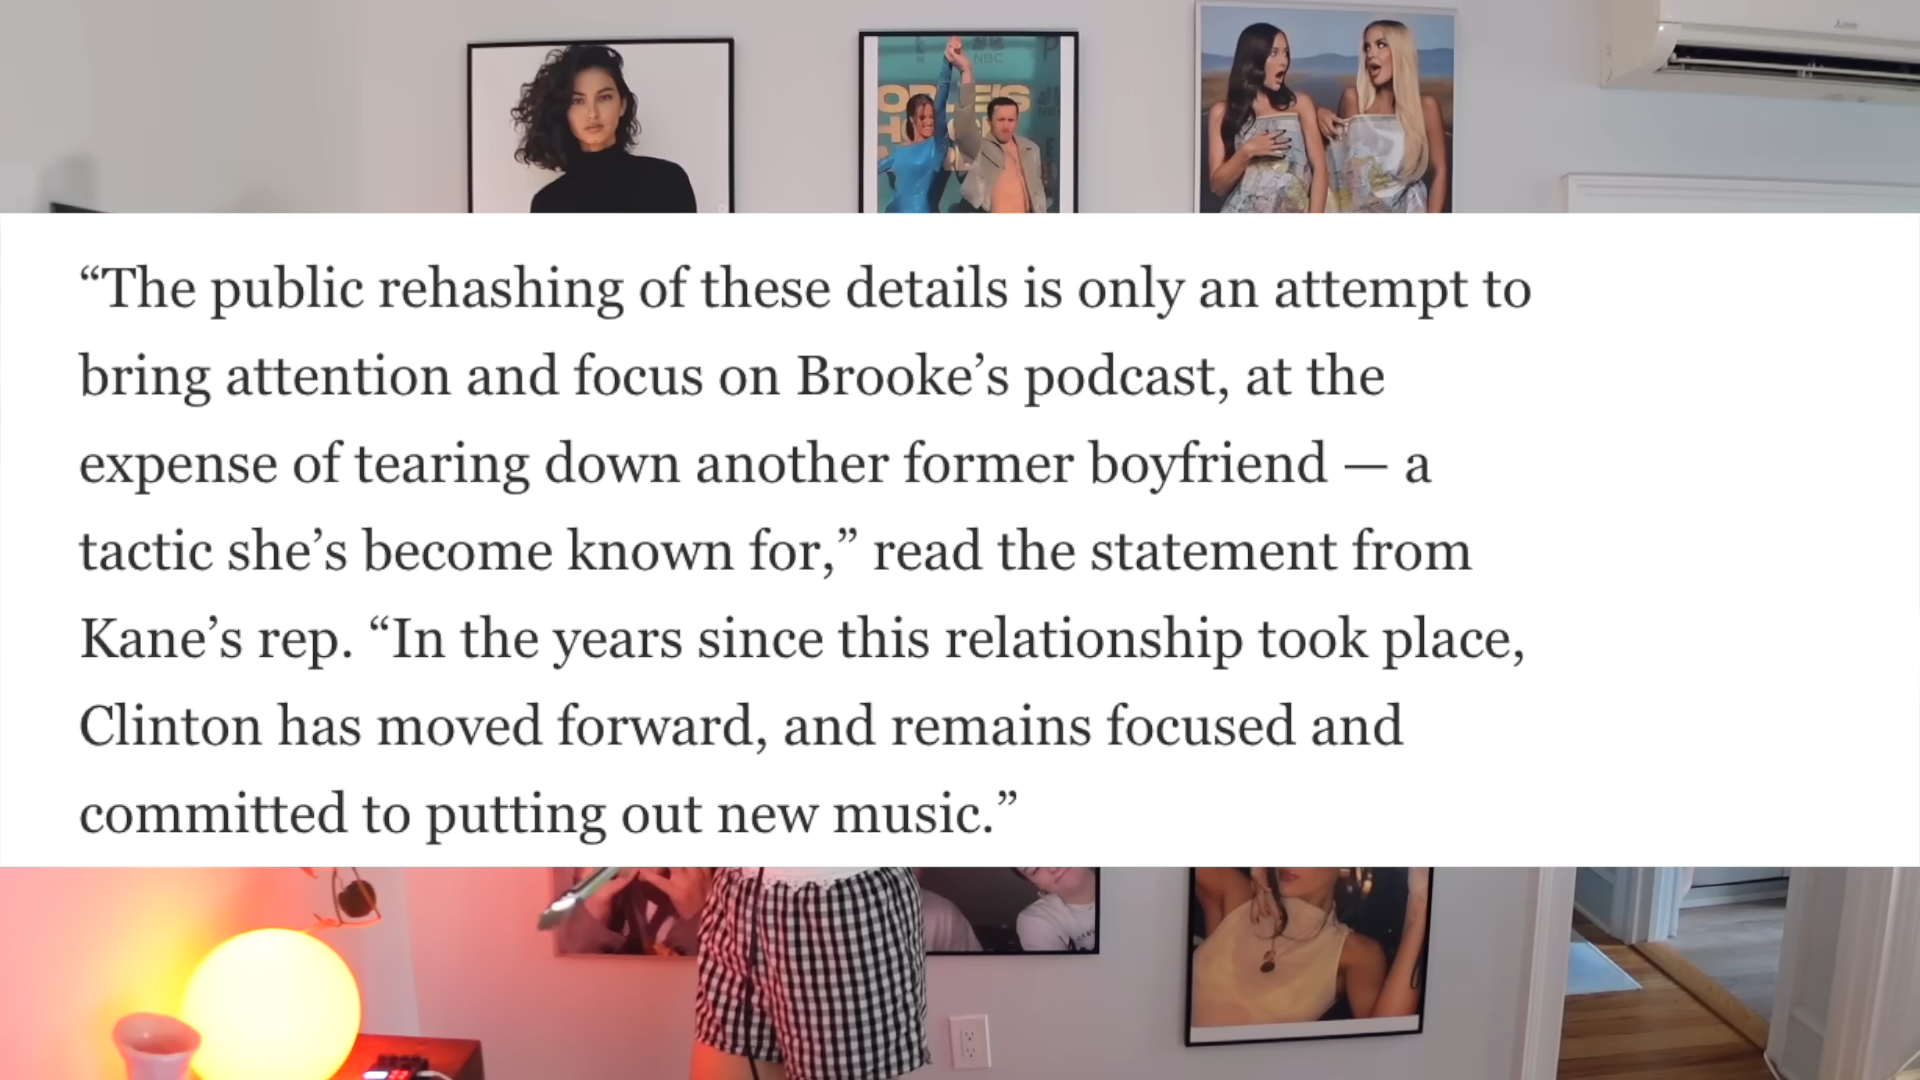 NBC
“The public rehashing of these details is only an attempt to
bring attention and focus on Brooke’s podcast, at the
expense of tearing down another former boyfriend — a
tactic she’s become known for,” read the statement from
Kane’s rep. “In the years since this relationship took place,
Clinton has moved forward, and remains focused and
committed to putting out new music.”